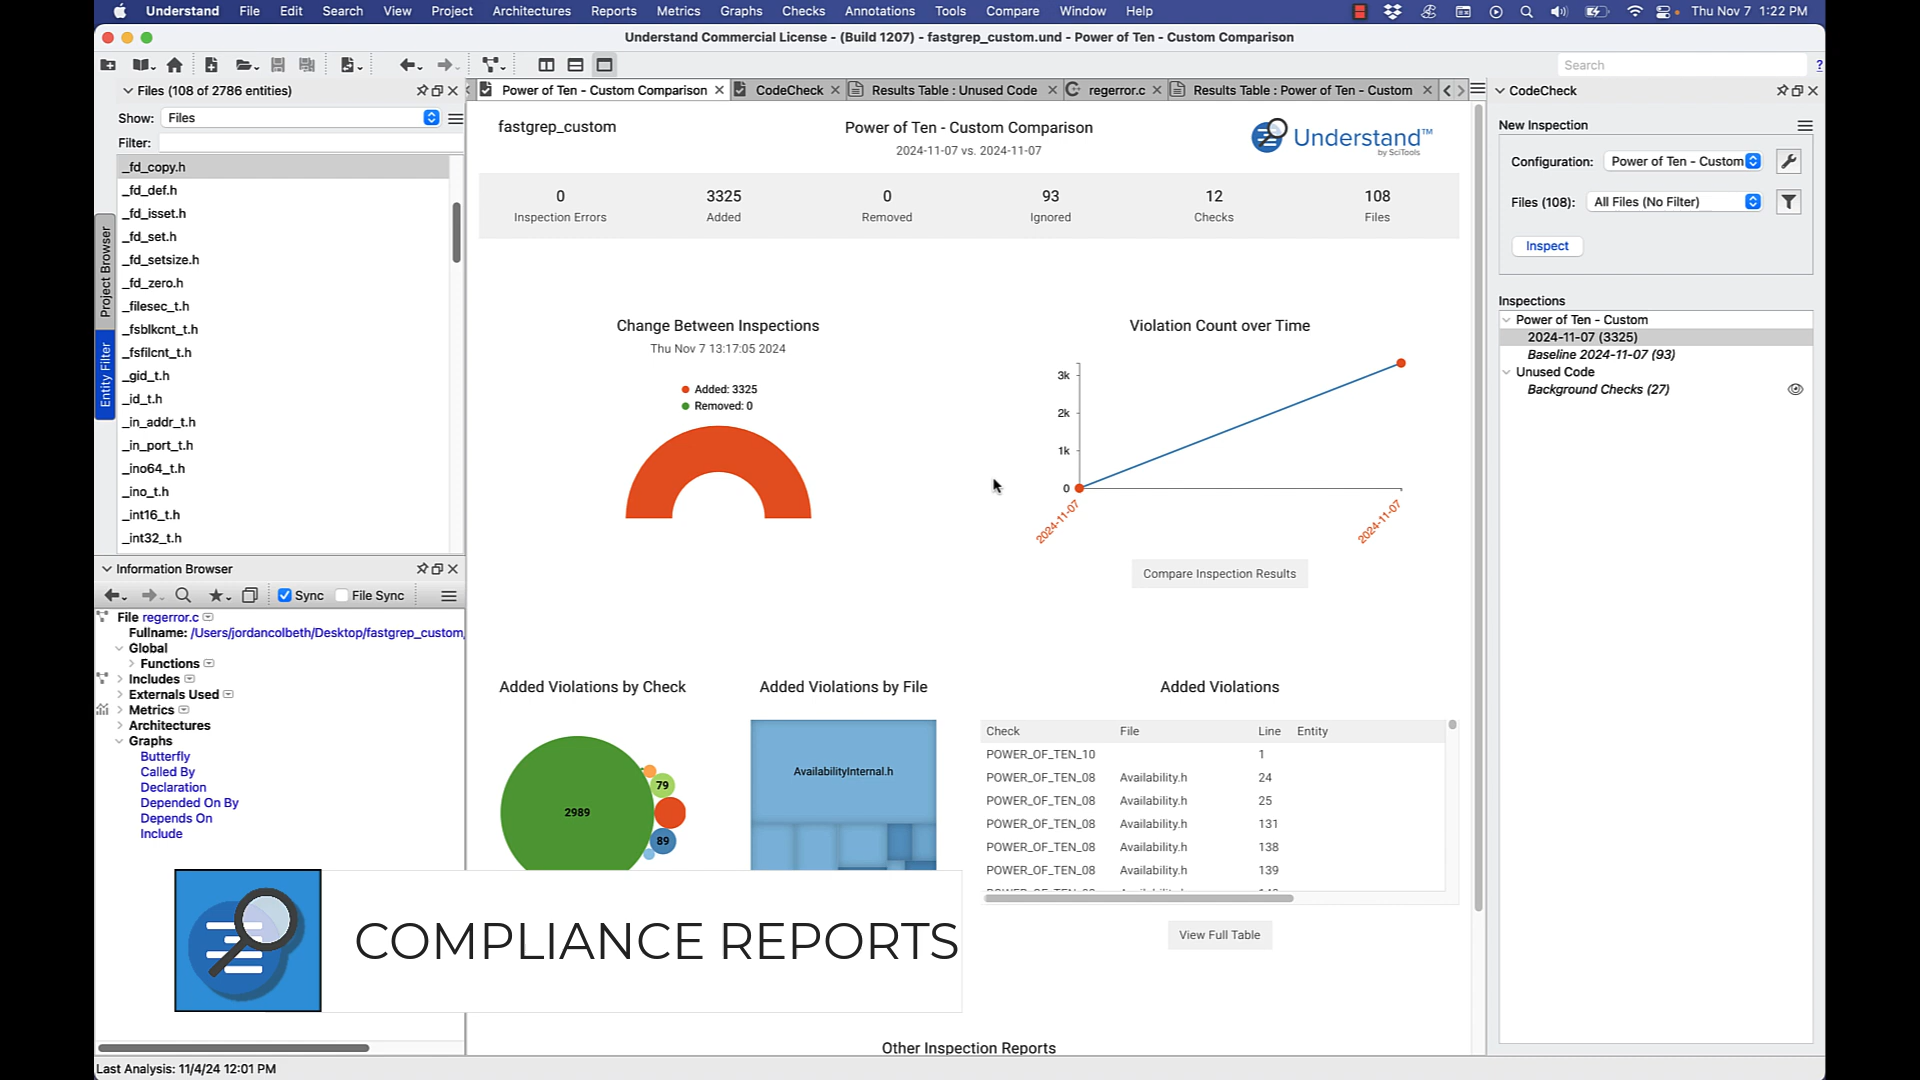 Understand File Edit Search View Project Architectures Reports Metrics Graphs Checks Annotations Tools Compare Window Help Thu Nov 7 1:22 PM
Understand Commercial License - (Build 1207) - fastgrep_custom.und - Power of Ten - Custom Comparison
Search ?
Files (108 of 2786 entities)
Show: Files
Filter:
_fd_copy.h
_fd_def.h
_fd_isset.h
_fd_set.h
_fd_setsize.h
_fd_zero.h
_filesec_t.h
_fsblkcnt_t.h
_fsfilcnt_t.h
_gid_t.h
_id_t.h
_in_addr_t.h
_in_port_t.h
_ino64_t.h
_ino_t.h
_int16_t.h
_int32_t.h
Project Browser
Entity Filter
Information Browser
Sync File Sync
File regerror.c
Fullname: /Users/jordancolbeth/Desktop/fastgrep_custom
Global
Functions
Includes
Externals Used
Metrics
Architectures
Graphs
Butterfly
Called By
Declaration
Depended On By
Depends On
Include
Last Analysis: 11/4/24 12:01 PM
Power of Ten - Custom Comparison CodeCheck Results Table : Unused Code regerror.c Results Table : Power of Ten - Custom
fastgrep_custom
Power of Ten - Custom Comparison
2024-11-07 vs. 2024-11-07
Understand™
by SciTools
0 3325 0 93 12 108
Inspection Errors Added Removed Ignored Checks Files
Change Between Inspections
Thu Nov 7 13:17:05 2024
Added: 3325
Removed: 0
Violation Count over Time
3k
2k
1k
0
2024-11-07 2024-11-07
Compare Inspection Results
Added Violations by Check
2989
79
89
Added Violations by File
AvailabilityInternal.h
Added Violations
Check File Line Entity
POWER_OF_TEN_10 1
POWER_OF_TEN_08 Availability.h 24
POWER_OF_TEN_08 Availability.h 25
POWER_OF_TEN_08 Availability.h 131
POWER_OF_TEN_08 Availability.h 138
POWER_OF_TEN_08 Availability.h 139
View Full Table
Other Inspection Reports
COMPLIANCE REPORTS
CodeCheck
New Inspection
Configuration: Power of Ten - Custom
Files (108): All Files (No Filter)
Inspect
Inspections
Power of Ten - Custom
2024-11-07 (3325)
Baseline 2024-11-07 (93)
Unused Code
Background Checks (27)